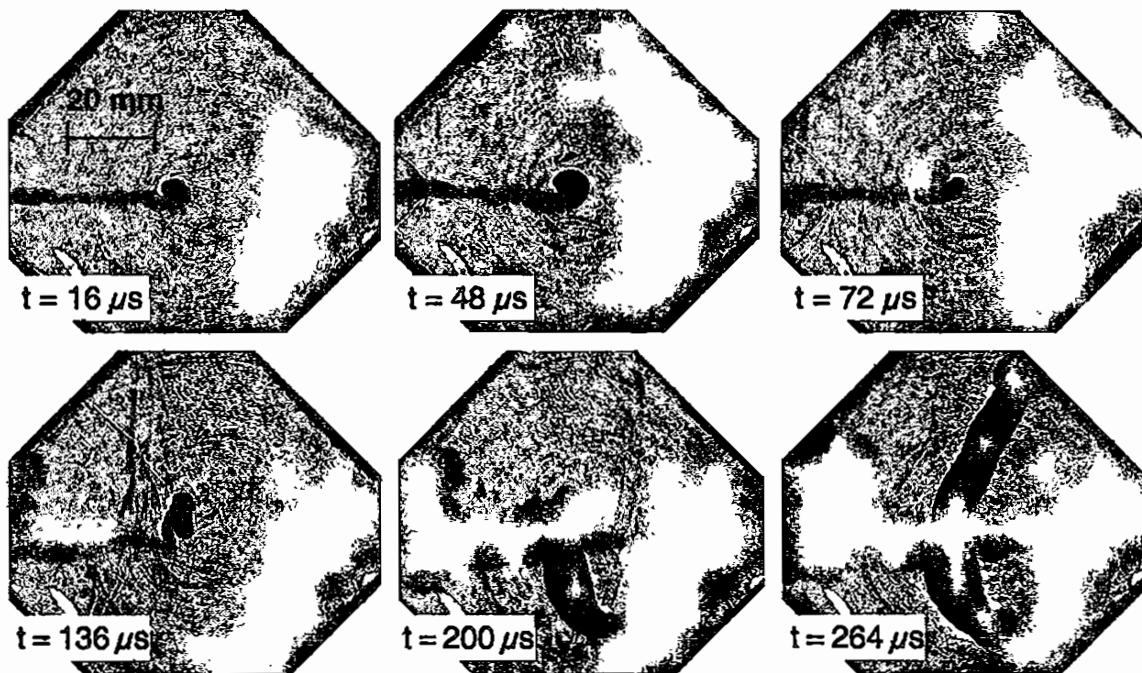 20 mm
t = 16 μs
t = 48 μs
t = 72 μs
t = 136 μs
t = 200 μs
t = 264 μs